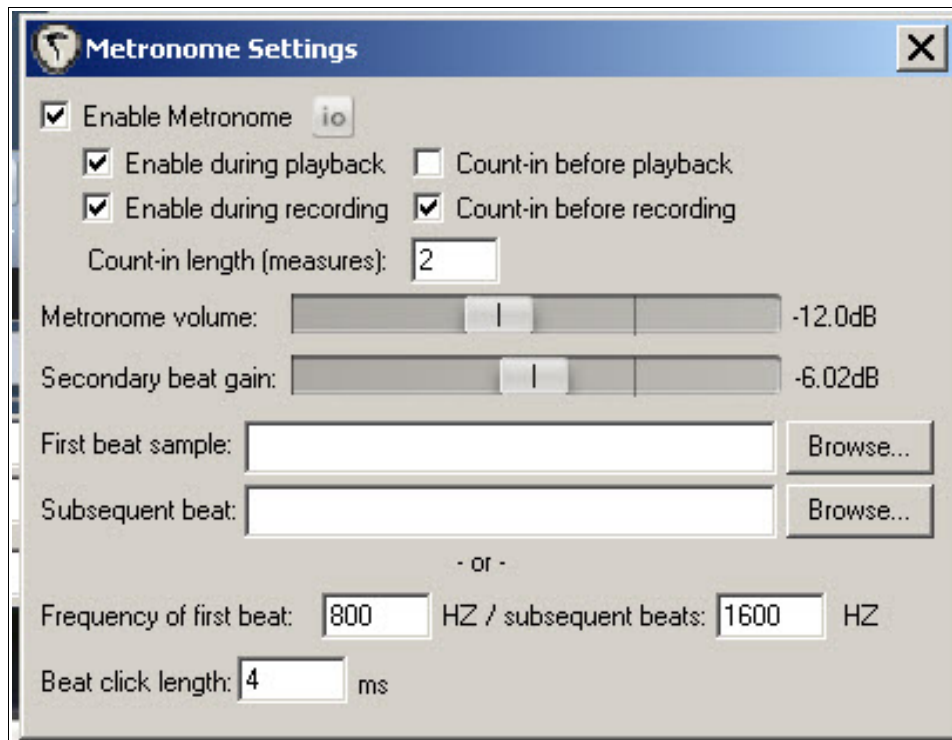 Metronome Settings
Enable Metronome io
Enable during playback Count-in before playback
Enable during recording Count-in before recording
Count-in length (measures): 2
Metronome volume: -12.0dB
Secondary beat gain: -6.02dB
First beat sample: Browse...
Subsequent beat: Browse...
- or -
Frequency of first beat: 800 HZ / subsequent beats: 1600 HZ
Beat click length: 4 ms